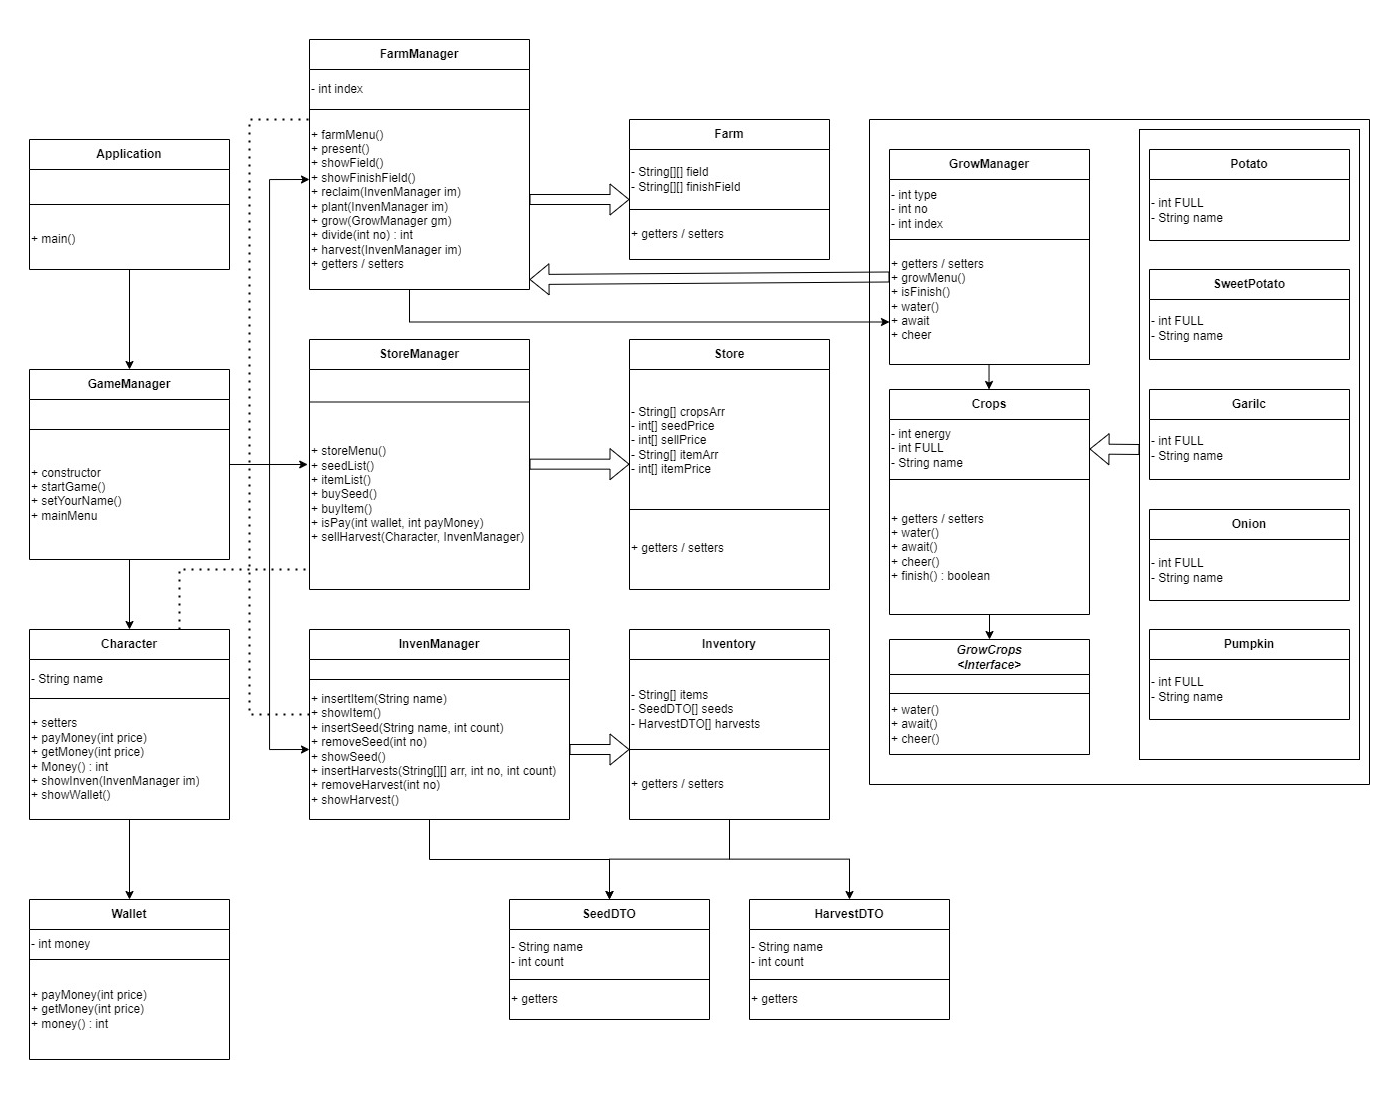 FarmManager
- int index
+ farmMenu()
+ present()
+ showField()
+ showFinishField()
+ reclaim(InvenManager im)
+ plant(InvenManager im)
+ grow(GrowManager gm)
+ divide(int no) : int
+ harvest(InvenManager im)
+ getters / setters
Application
+ main()
Farm
- String[][] field
- String[][] finishField
+ getters / setters
GrowManager
- int type
- int no
- int index
+ getters / setters
+ growMenu()
+ isFinish()
+ water()
+ await
+ cheer
Potato
- int FULL
- String name
SweetPotato
- int FULL
- String name
GameManager
+ constructor
+ startGame()
+ setYourName()
+ mainMenu
StoreManager
+ storeMenu()
+ seedList()
+ itemList()
+ buySeed()
+ buyItem()
+ isPay(int wallet, int payMoney)
+ sellHarvest(Character, InvenManager)
Store
- String[] cropsArr
- int[] seedPrice
- int[] sellPrice
- String[] itemArr
- int[] itemPrice
+ getters / setters
Crops
- int energy
- int FULL
- String name
+ getters / setters
+ water()
+ await()
+ cheer()
+ finish() : boolean
Garilc
- int FULL
- String name
Onion
- int FULL
- String name
Character
- String name
+ setters
+ payMoney(int price)
+ getMoney(int price)
+ Money() : int
+ showInven(InvenManager im)
+ showWallet()
InvenManager
+ insertItem(String name)
+ showItem()
+ insertSeed(String name, int count)
+ removeSeed(int no)
+ showSeed()
+ insertHarvests(String[][] arr, int no, int count)
+ removeHarvest(int no)
+ showHarvest()
Inventory
- String[] items
- SeedDTO[] seeds
- HarvestDTO[] harvests
+ getters / setters
GrowCrops
<Interface>
+ water()
+ await()
+ cheer()
Pumpkin
- int FULL
- String name
Wallet
- int money
+ payMoney(int price)
+ getMoney(int price)
+ money() : int
SeedDTO
- String name
- int count
+ getters
HarvestDTO
- String name
- int count
+ getters